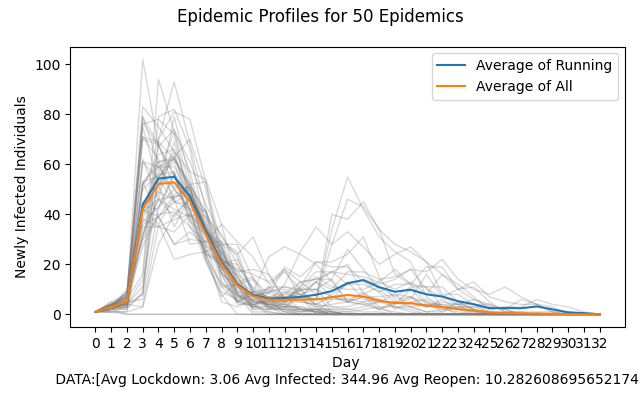 Epidemic Profiles for 50 Epidemics
Average of Running
Average of All
Newly Infected Individuals
100
80
60
40
20
0
0 1 2 3 4 5 6 7 8 9 10 11 12 13 14 15 16 17 18 19 20 21 22 23 24 25 26 27 28 29 30 31 32
Day
DATA:[Avg Lockdown: 3.06 Avg Infected: 344.96 Avg Reopen: 10.282608695652174